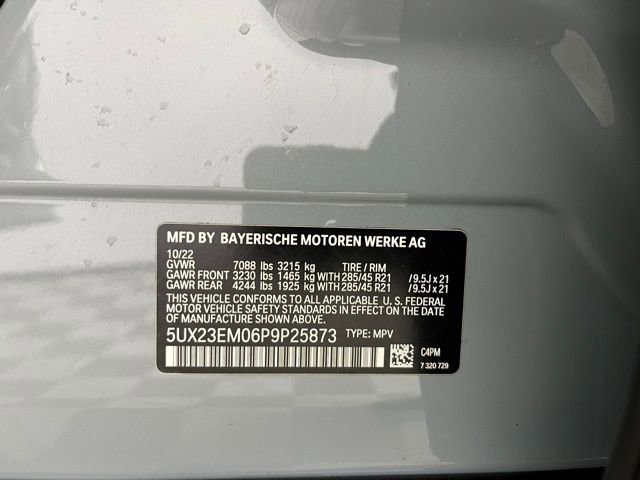 MFD BY BAYERISCHE MOTOREN WERKE AG
10/22
GVWR 7088 lbs 3215 kg TIRE / RIM
GAWR FRONT 3230 lbs 1465 kg WITH 285/45 R21 /9.5J x 21
GAWR REAR 4244 lbs 1925 kg WITH 285/45 R21 /9.5J x 21
THIS VEHICLE CONFORMS TO ALL APPLICABLE U. S. FEDERAL
MOTOR VEHICLE SAFETY STANDARDS IN EFFECT ON THE
DATE OF MANUFACTURE SHOWN ABOVE.
5UX23EM06P9P25873 TYPE: MPV
C4PM
7 320 729